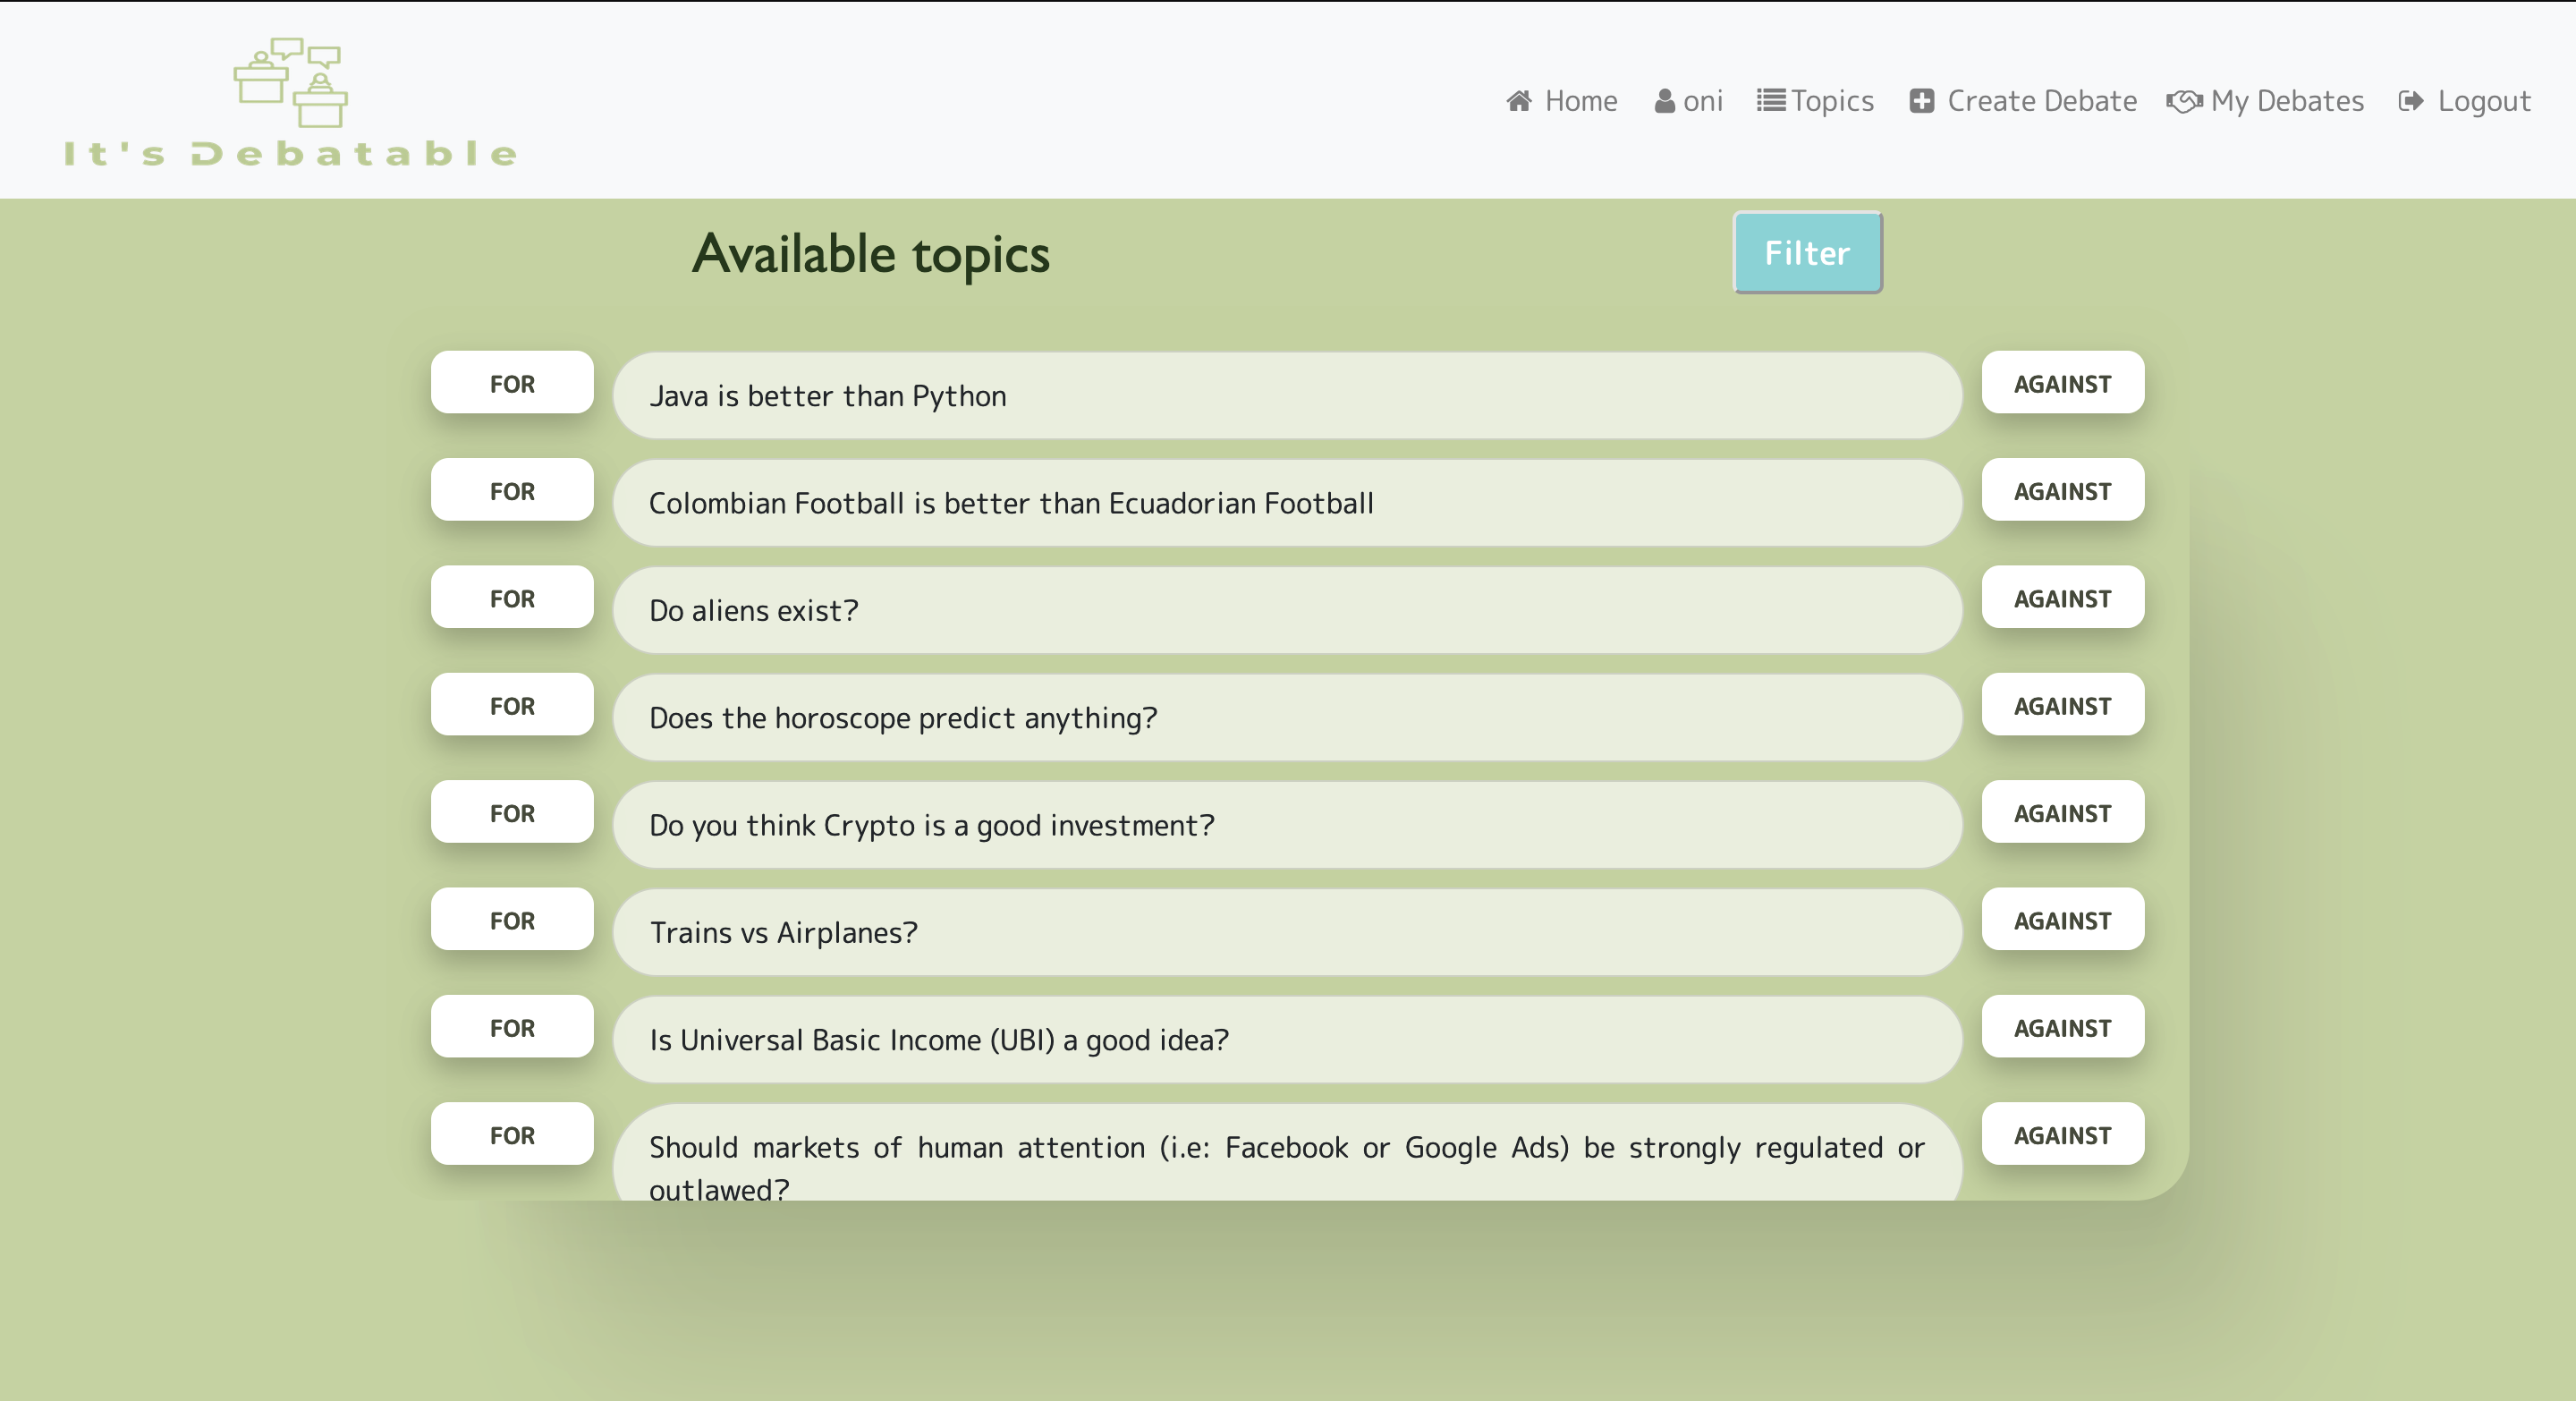 It's Debatable
Home oni Topics Create Debate My Debates Logout
Available topics
Filter
FOR Java is better than Python AGAINST
FOR Colombian Football is better than Ecuadorian Football AGAINST
FOR Do aliens exist? AGAINST
FOR Does the horoscope predict anything? AGAINST
FOR Do you think Crypto is a good investment? AGAINST
FOR Trains vs Airplanes? AGAINST
FOR Is Universal Basic Income (UBI) a good idea? AGAINST
FOR Should markets of human attention (i.e: Facebook or Google Ads) be strongly regulated or AGAINST
outlawed?